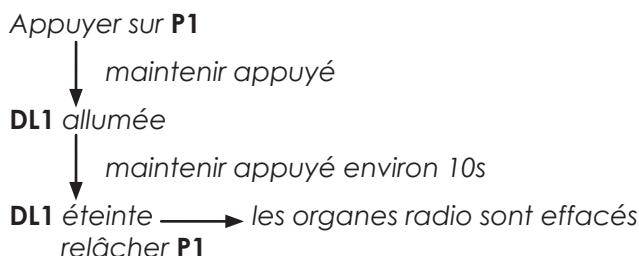 Appuyer sur P1
maintenir appuyé
DL1 allumée
maintenir appuyé environ 10s
DL1 éteinte les organes radio sont effacés
relâcher P1